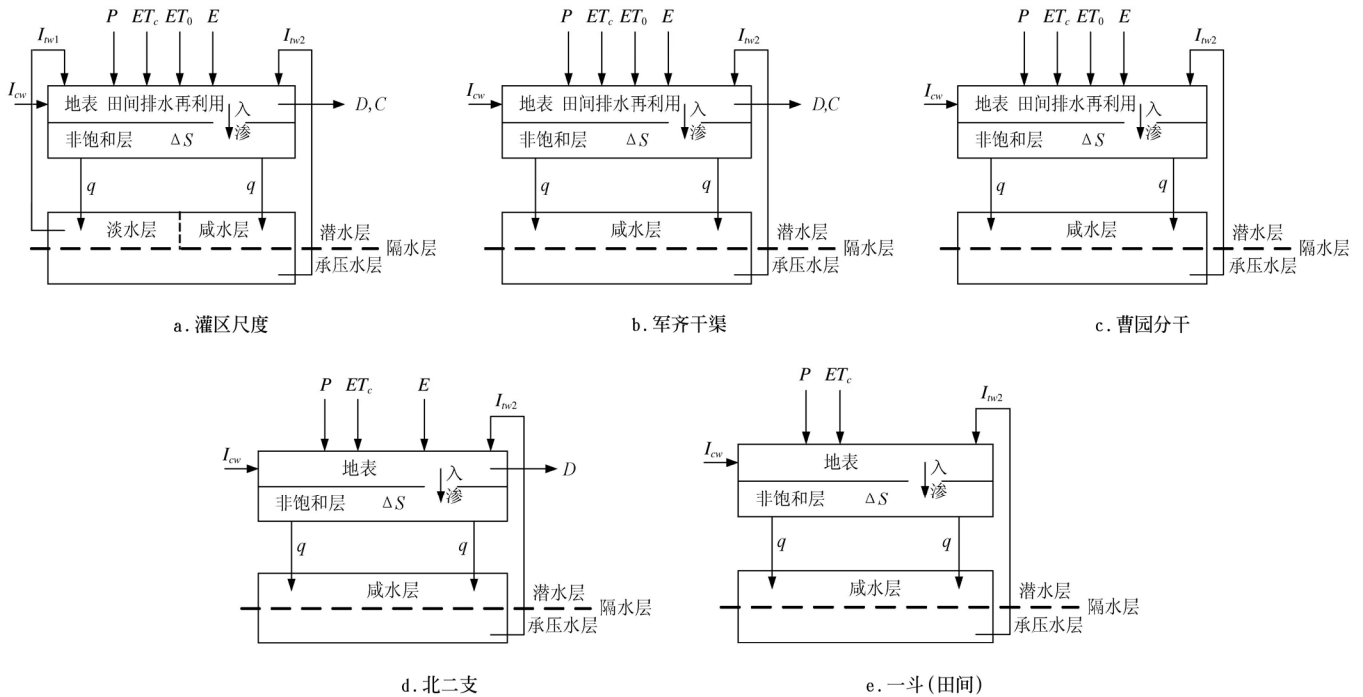 P ETc ET0 E
Itw1 Itw2
Icw 地表 田间排水再利用 入渗 D,C
非饱和层 ΔS
q q
淡水层 咸水层 潜水层
隔水层
承压水层
a.灌区尺度
P ETc ET0 E
Itw2
Icw 地表 田间排水再利用 入渗 D,C
非饱和层 ΔS
q q
咸水层 潜水层
隔水层
承压水层
b.军齐干渠
P ETc ET0 E
Itw2
Icw 地表 田间排水再利用 入渗
非饱和层 ΔS
q q
咸水层 潜水层
隔水层
承压水层
c.曹园分干
P ETc E
Itw2
Icw 地表 入渗 D
非饱和层 ΔS
q q
咸水层 潜水层
隔水层
承压水层
d.北二支
P ETc
Itw2
Icw 地表 入渗
非饱和层 ΔS
q q
咸水层 潜水层
隔水层
承压水层
e.一斗(田间)